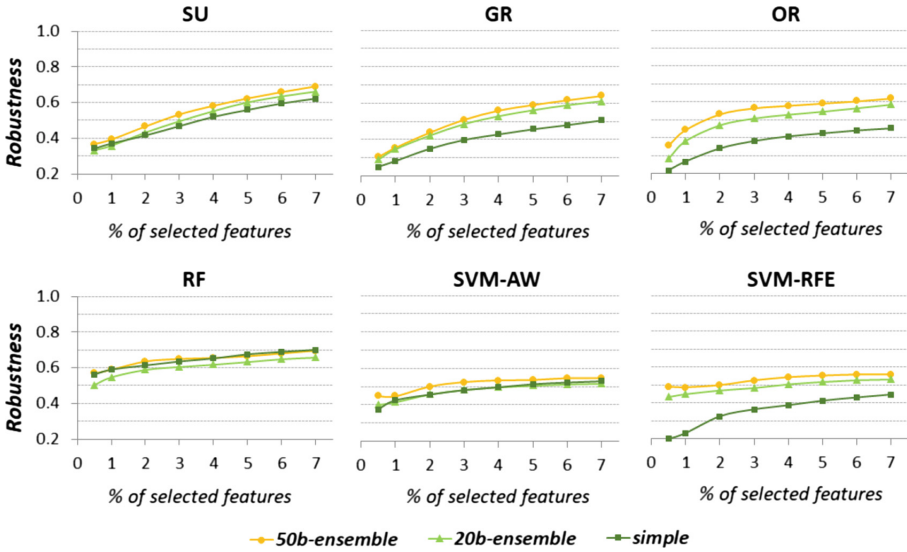 SU GR OR
Robustness
1.0
0.8
0.6
0.4
0.2
0 1 2 3 4 5 6 7 0 1 2 3 4 5 6 7 0 1 2 3 4 5 6 7
% of selected features % of selected features % of selected features
RF SVM-AW SVM-RFE
Robustness
1.0
0.8
0.6
0.4
0.2
0 1 2 3 4 5 6 7 0 1 2 3 4 5 6 7 0 1 2 3 4 5 6 7
% of selected features % of selected features % of selected features
50b-ensemble 20b-ensemble simple